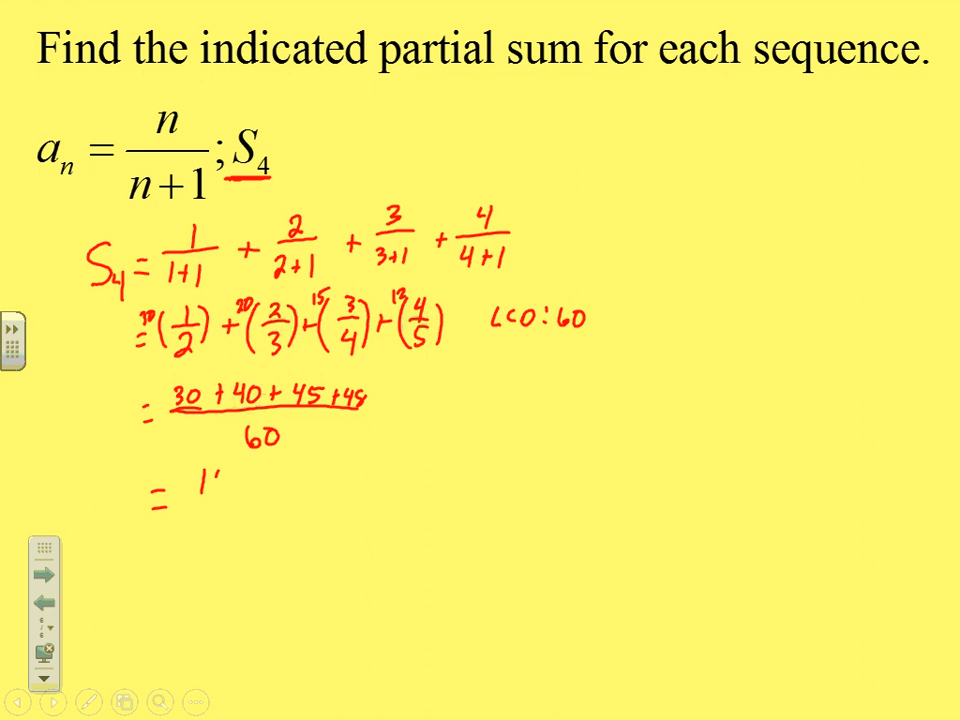 Find the indicated partial sum for each sequence.
aₙ = n/(n+1) ; S₄
S₄ = 1/(1+1) + 2/(2+1) + 3/(3+1) + 4/(4+1)
= 30(1/2) + 20(2/3) + 15(3/4) + 12(4/5) LCD: 60
= (30 + 40 + 45 + 48)/60
= 1
6/6